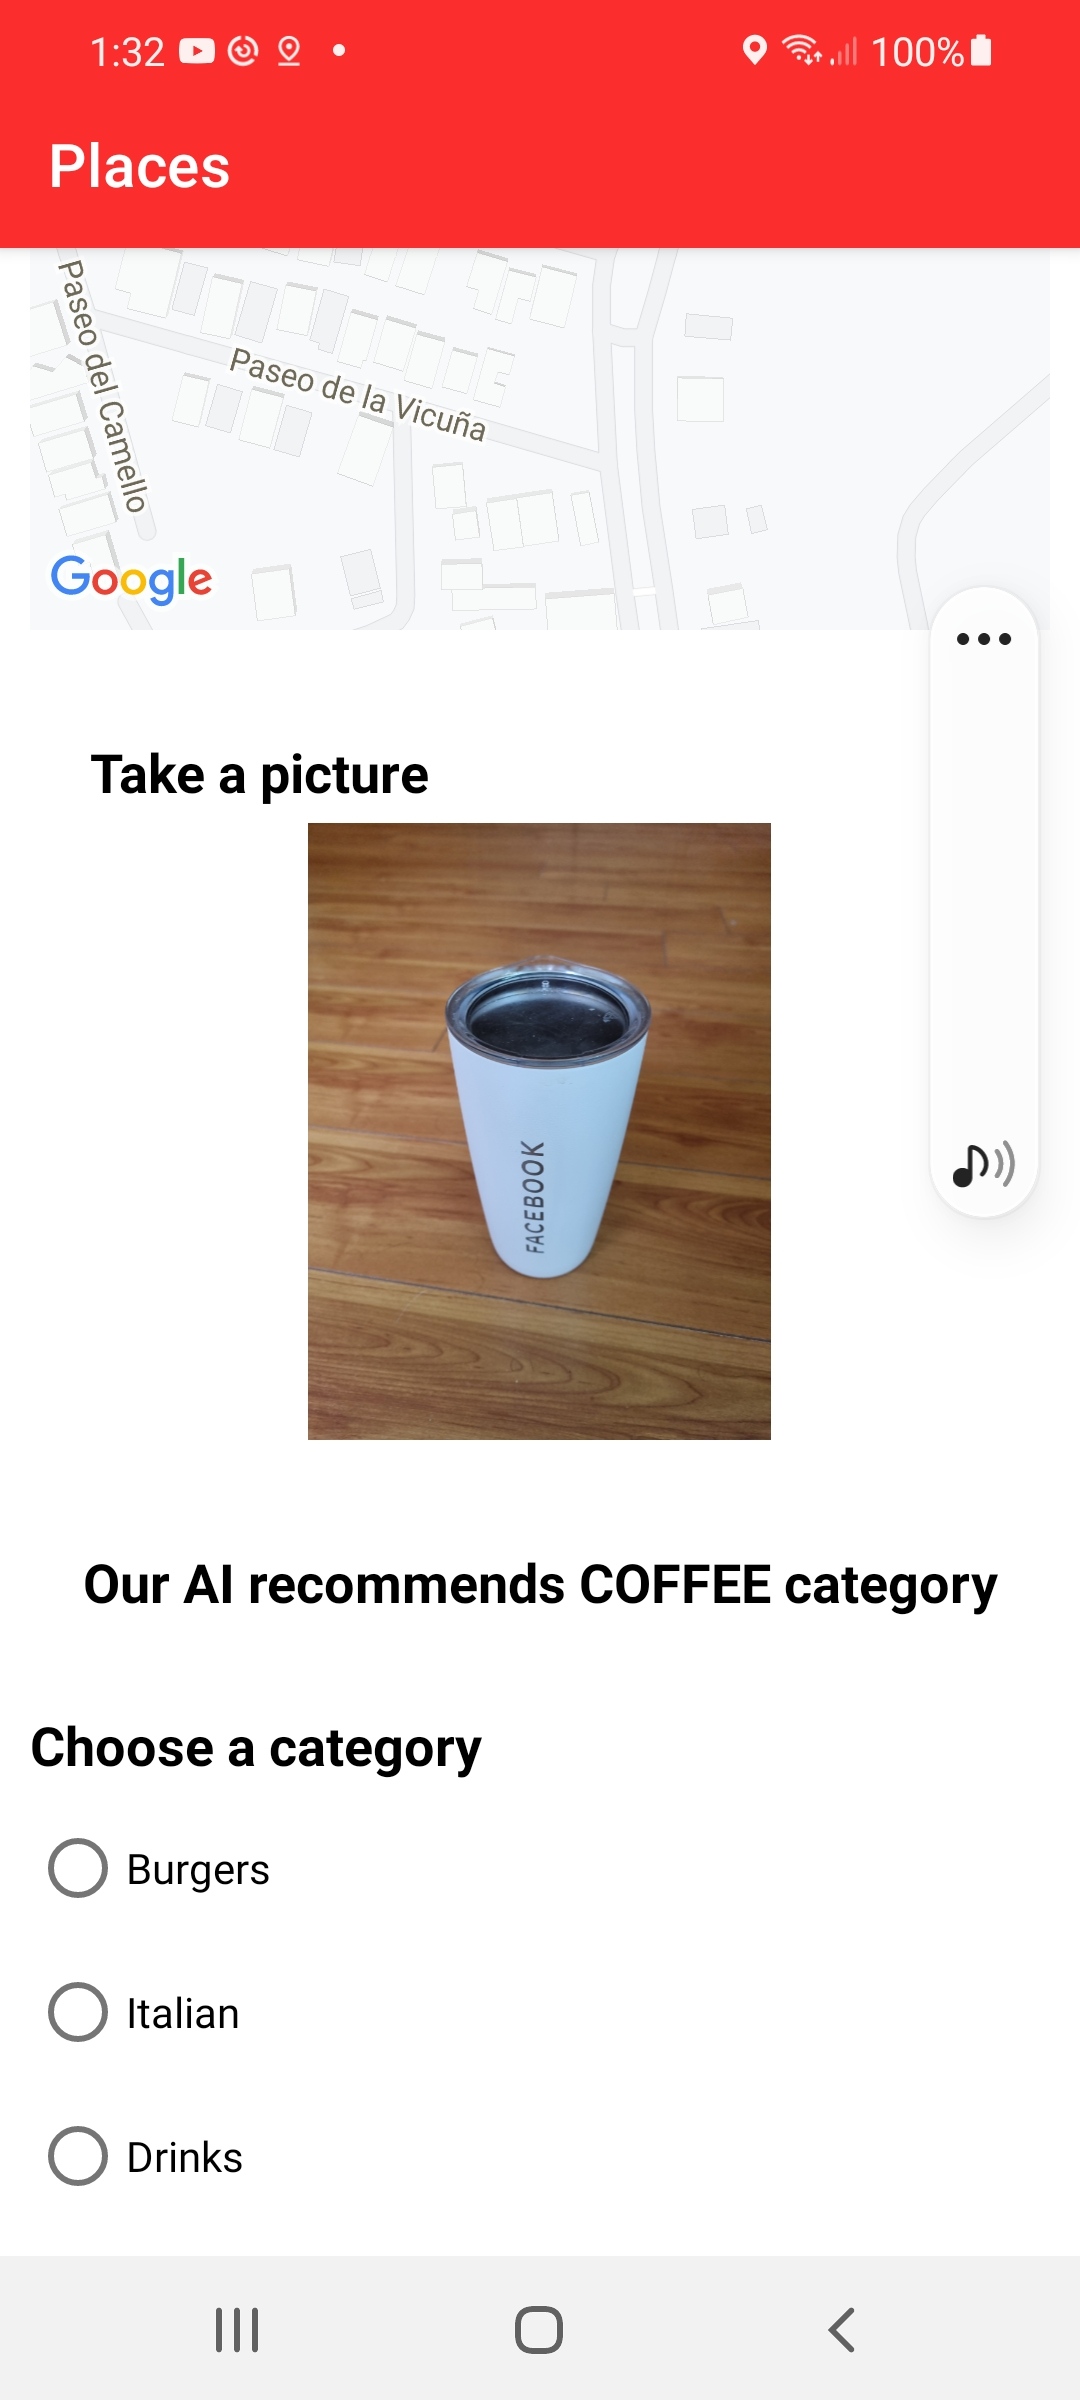 1:32
100%
Places
Paseo del Camello
Paseo de la Vicuña
Google
Take a picture
FACEBOOK
Our AI recommends COFFEE category
Choose a category
Burgers
Italian
Drinks